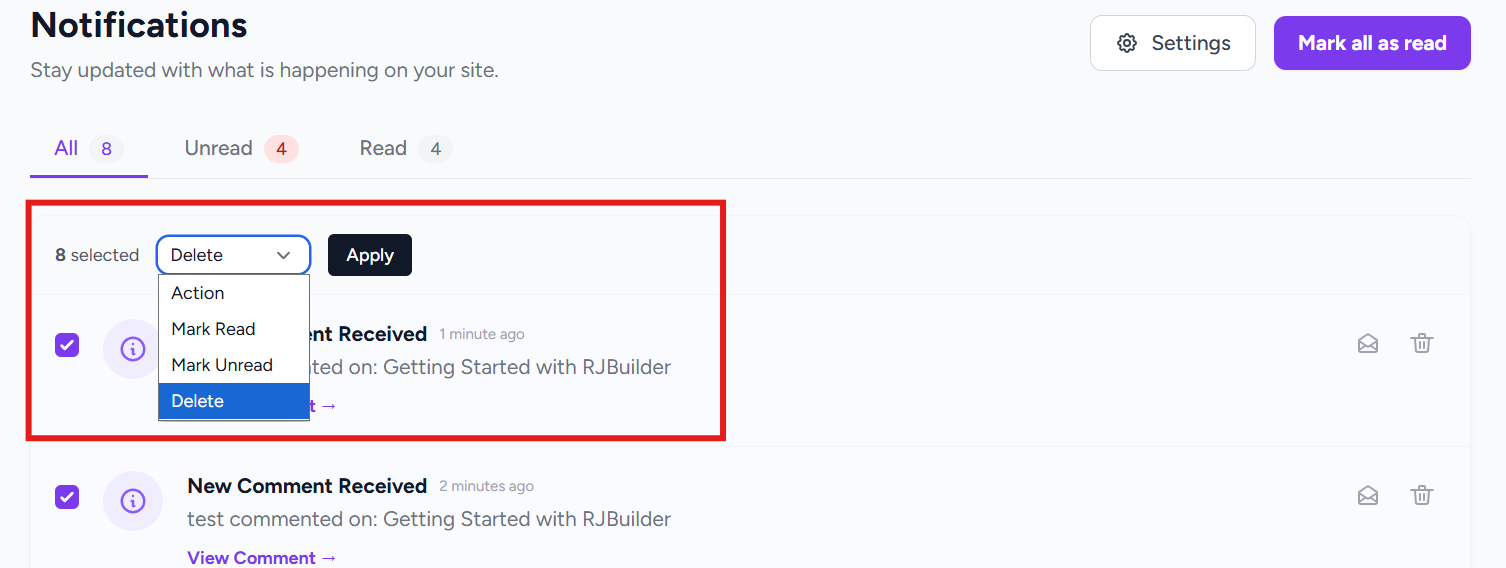 Notifications
Stay updated with what is happening on your site.
Settings
Mark all as read
All 8
Unread 4
Read 4
8 selected
Delete
Apply
Action
Mark Read
Mark Unread
Delete
Received 1 minute ago
on: Getting Started with RJBuilder
→
New Comment Received 2 minutes ago
test commented on: Getting Started with RJBuilder
View Comment →